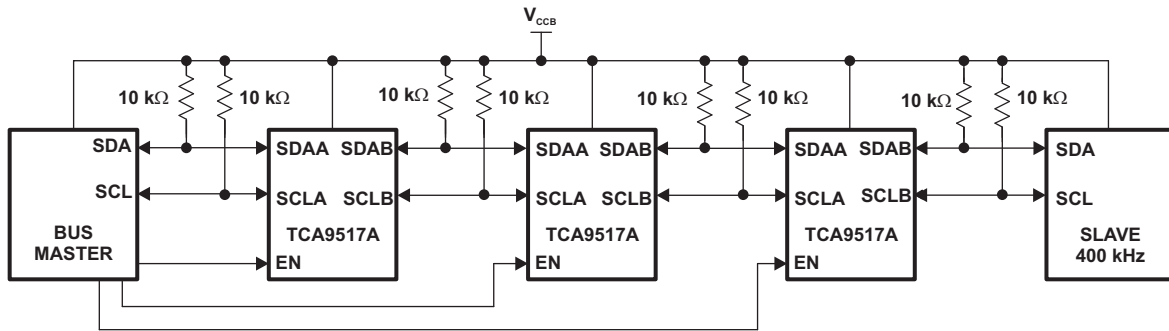 V_CCB
10 kΩ 10 kΩ 10 kΩ 10 kΩ 10 kΩ 10 kΩ 10 kΩ 10 kΩ
SDA SDAA SDAB SDAA SDAB SDAA SDAB SDA
SCL SCLA SCLB SCLA SCLB SCLA SCLB SCL
BUS MASTER TCA9517A TCA9517A TCA9517A SLAVE 400 kHz
EN EN EN